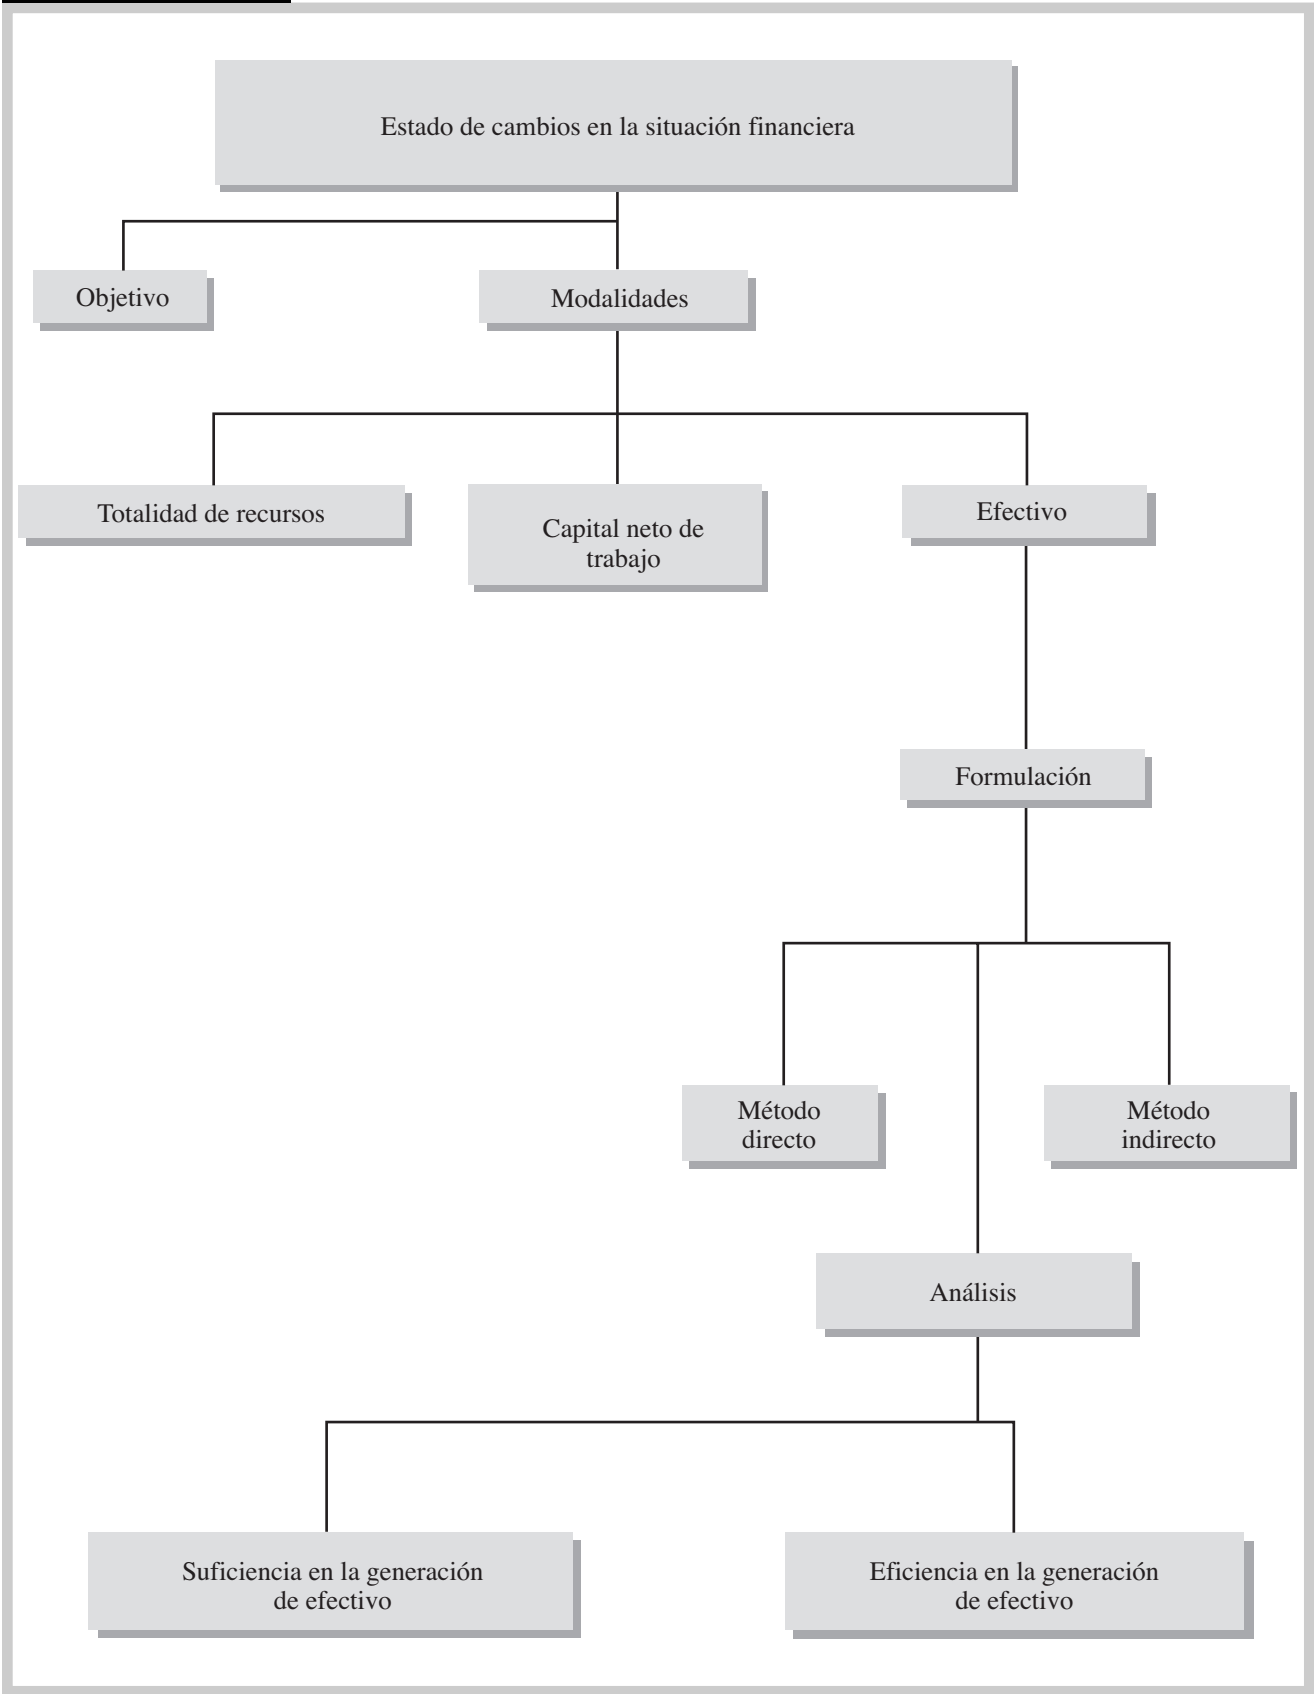 Estado de cambios en la situación financiera
Objetivo
Modalidades
Totalidad de recursos
Capital neto de
trabajo
Efectivo
Formulación
Método
directo
Método
indirecto
Análisis
Suficiencia en la generación
de efectivo
Eficiencia en la generación
de efectivo